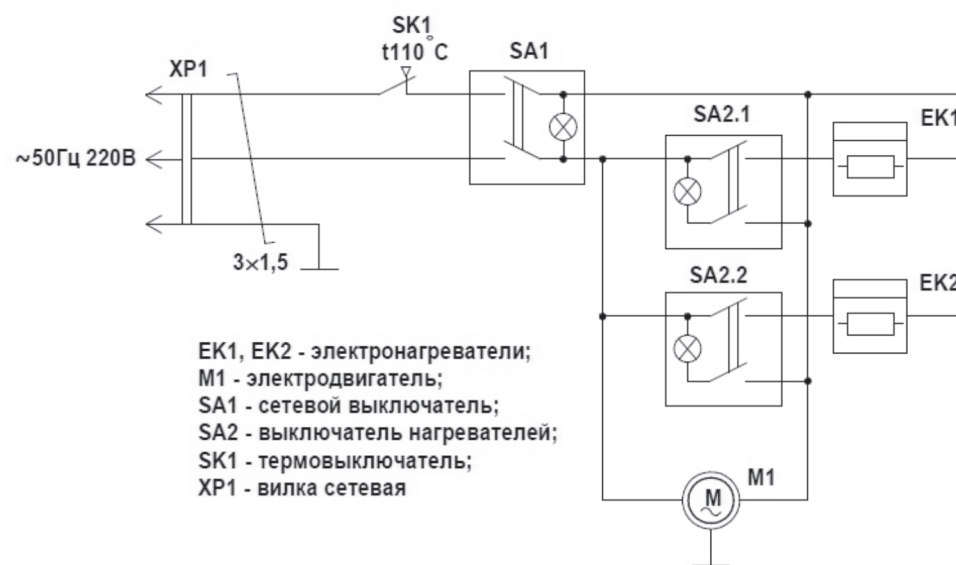 SK1
t110°C
SA1
XP1
~50Гц 220В
3×1,5
SA2.1
EK1
SA2.2
EK2
EK1, EK2 - электронагреватели;
M1 - электродвигатель;
SA1 - сетевой выключатель;
SA2 - выключатель нагревателей;
SK1 - термовыключатель;
XP1 - вилка сетевая
M1
M